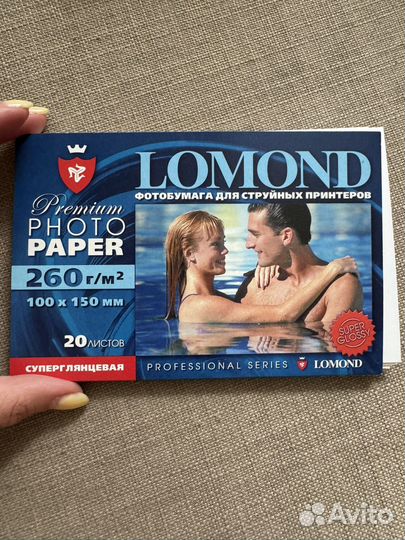 LOMOND
ФОТОБУМАГА ДЛЯ СТРУЙНЫХ ПРИНТЕРОВ
Premium
PHOTO
PAPER
260 г/м²
100 x 150 мм
20 ЛИСТОВ
СУПЕРГЛЯНЦЕВАЯ
SUPER
GLOSSY
PROFESSIONAL SERIES LOMOND
Avito